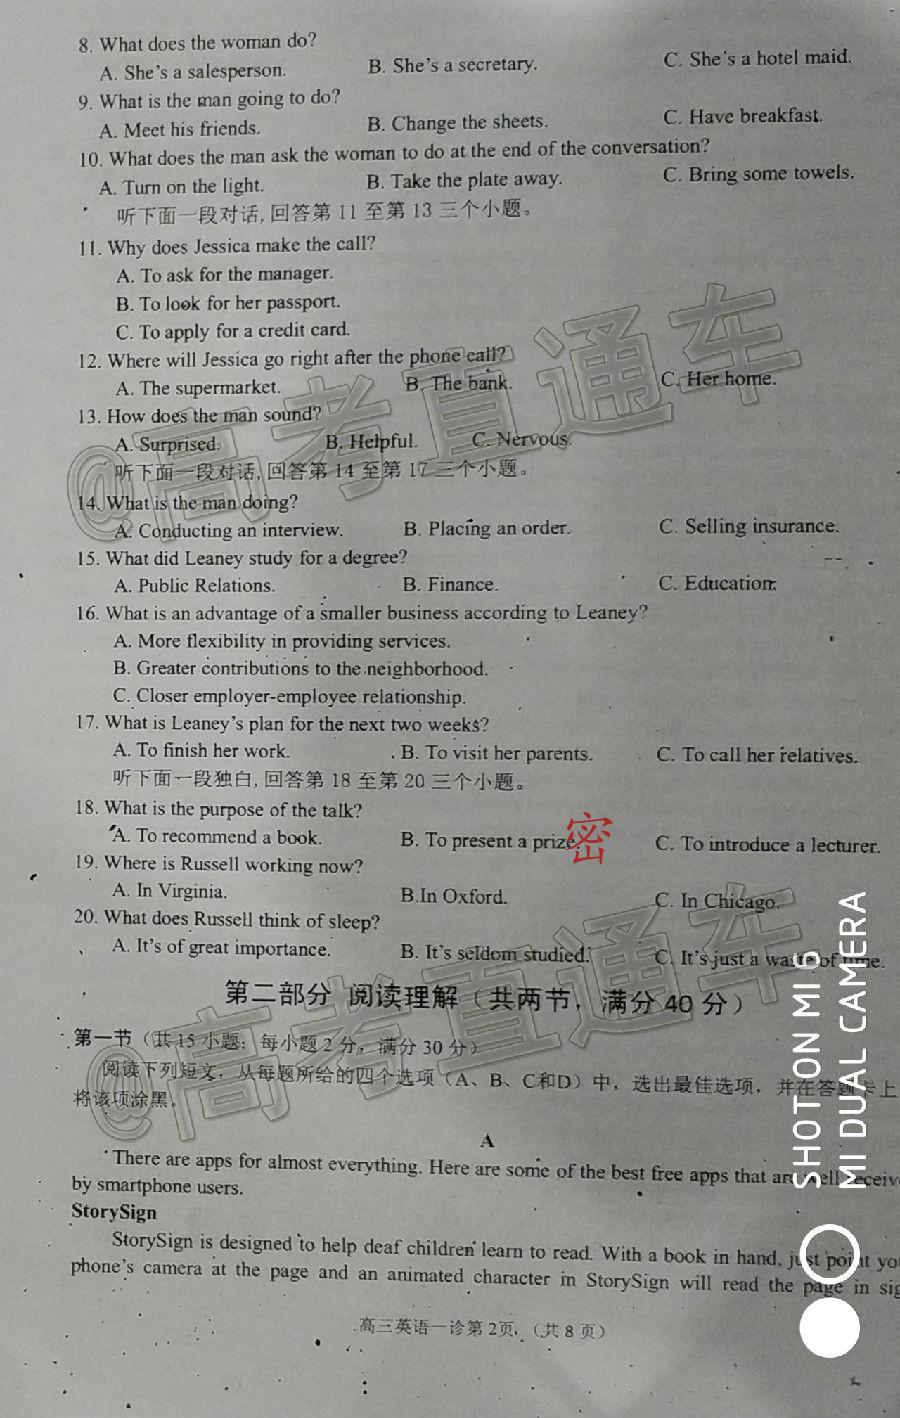 8. What does the woman do?
A. She's a salesperson. B. She's a secretary. C. She's a hotel maid.
9. What is the man going to do?
A. Meet his friends. B. Change the sheets. C. Have breakfast.
10. What does the man ask the woman to do at the end of the conversation?
A. Turn on the light. B. Take the plate away. C. Bring some towels.
听下面一段对话,回答第 11 至第 13 三个小题。
11. Why does Jessica make the call?
A. To ask for the manager.
B. To look for her passport.
C. To apply for a credit card.
12. Where will Jessica go right after the phone call?
A. The supermarket. B. The bank. C. Her home.
13. How does the man sound?
A. Surprised. B. Helpful. C. Nervous.
听下面一段对话,回答第 14 至第 17 三个小题。
14. What is the man doing?
A. Conducting an interview. B. Placing an order. C. Selling insurance.
15. What did Leaney study for a degree?
A. Public Relations. B. Finance. C. Education.
16. What is an advantage of a smaller business according to Leaney?
A. More flexibility in providing services.
B. Greater contributions to the neighborhood.
C. Closer employer-employee relationship.
17. What is Leaney's plan for the next two weeks?
A. To finish her work. B. To visit her parents. C. To call her relatives.
听下面一段独白,回答第 18 至第 20 三个小题。
18. What is the purpose of the talk?
A. To recommend a book. B. To present a prize. C. To introduce a lecturer.
密
19. Where is Russell working now?
A. In Virginia. B.In Oxford. C. In Chicago.
20. What does Russell think of sleep?
A. It's of great importance. B. It's seldom studied. C. It's just a waste of time.
第二部分 阅读理解（共两节，满分 40 分）
第一节（共 15 小题；每小题 2 分，满分 30 分）
阅读下列短文，从每题所给的四个选项（A、B、C和D）中，选出最佳选项，并在答题卡上
将该项涂黑。
A
There are apps for almost everything. Here are some of the best free apps that are well
by smartphone users.
StorySign
StorySign is designed to help deaf children learn to read. With a book in hand, just point
phone's camera at the page and an animated character in StorySign will read the page in
高三英语一诊第 2页（共 8 页）
@高考直通车
@高考直通车
SHOT ON MI 6
MI DUAL CAMERA